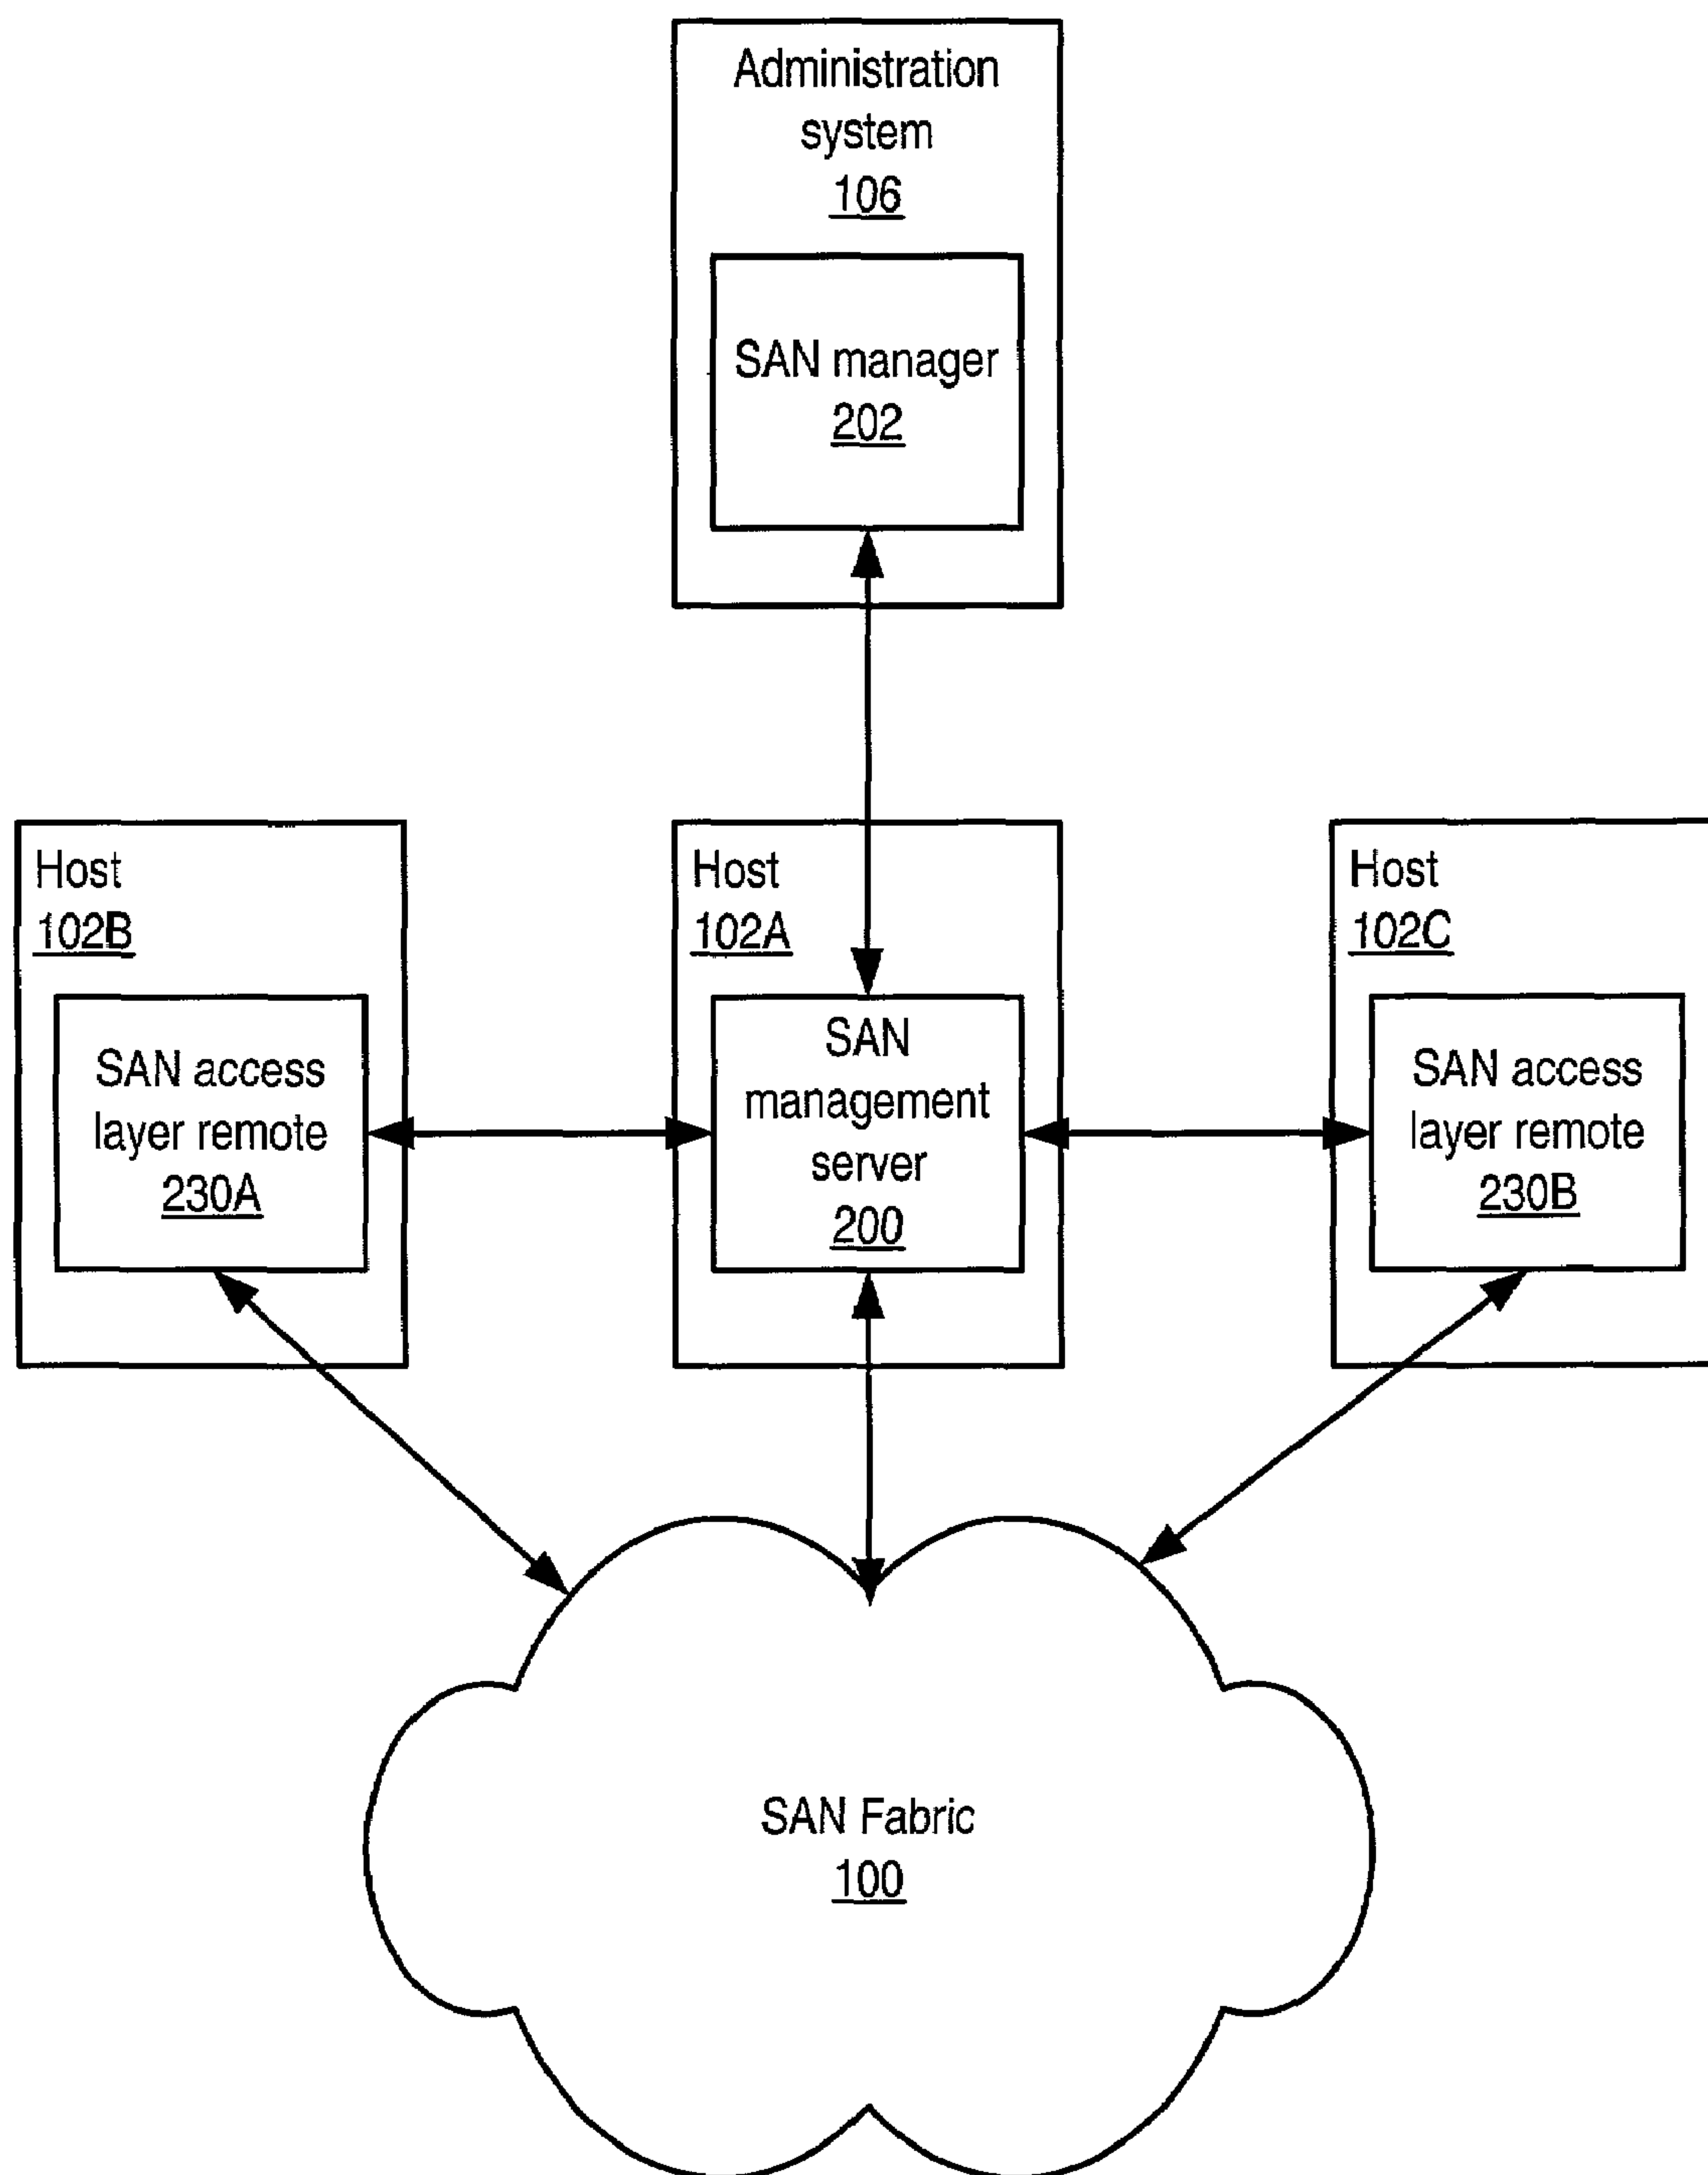 Administration
system
106
SAN manager
202
Host
102B
SAN access
layer remote
230A
Host
102A
SAN
management
server
200
Host
102C
SAN access
layer remote
230B
SAN Fabric
100